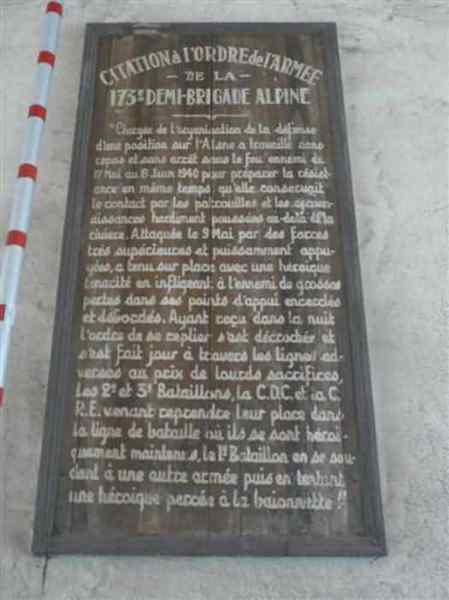 CITATION à l'ORDRE de l'ARMÉE
— DE LA —
173e DEMI-BRIGADE ALPINE
"Chargée de l'organisation de la défense
d'une position sur l'Aisne a travaillé sans
repos et sans arrêt sous le feu ennemi du
17 Mai au 8 Juin 1940 pour préparer la résist-
ance en même temps qu'elle conservait
le contact par les patrouilles et les reconn-
aissances hardiment poussées au-delà de la
rivière. Attaquée le 9 Mai par des forces
très supérieures et puissamment appu-
yées, a tenu sur place avec une héroïque
tenacité en infligeant à l'ennemi de grosses
pertes dans ses points d'appui encerclés
et débordés. Ayant reçu dans la nuit
l'ordre de se replier s'est décrochée et
s'est fait jour à travers les lignes ad-
verses au prix de lourds sacrifices,
Les 2e et 3e Bataillons, la C.D.C. et la C.
R.E. venant reprendre leur place dans
la ligne de bataille où ils se sont héroï-
quement maintenus, le 1e Bataillon en se sou-
dant à une autre armée puis en tentant
une héroïque percée à la baïonnette !"